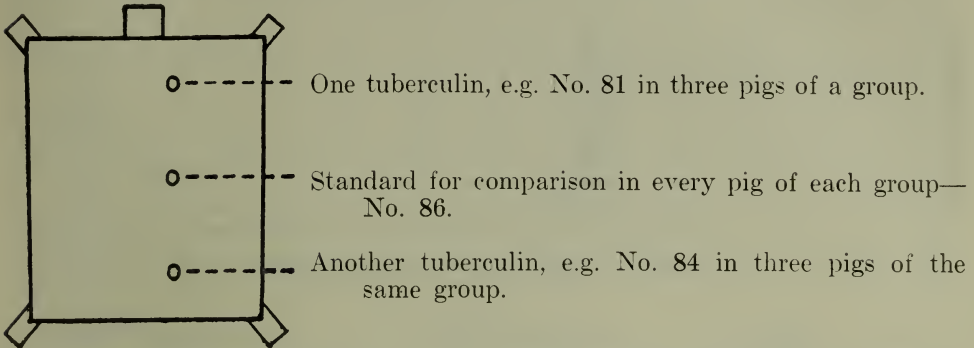 One tuberculin, e.g. No. 81 in three pigs of a group.
Standard for comparison in every pig of each group—
No. 86.
Another tuberculin, e.g. No. 84 in three pigs of the
same group.